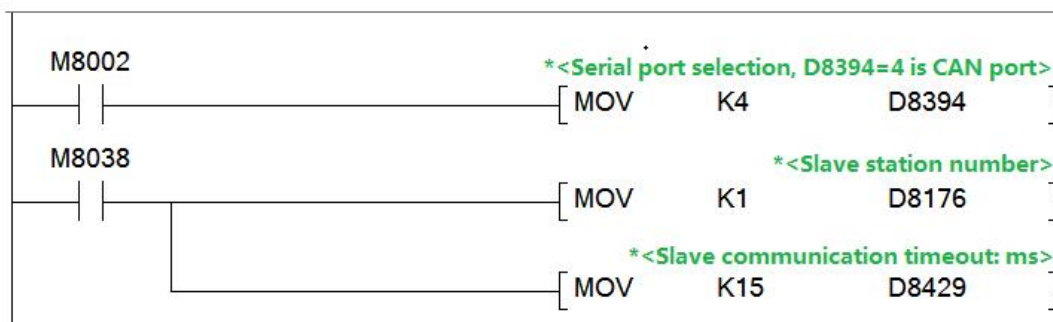 M8002
*<Serial port selection, D8394=4 is CAN port>
[ MOV K4 D8394 ]
M8038
*<Slave station number>
[ MOV K1 D8176 ]
*<Slave communication timeout: ms>
[ MOV K15 D8429 ]